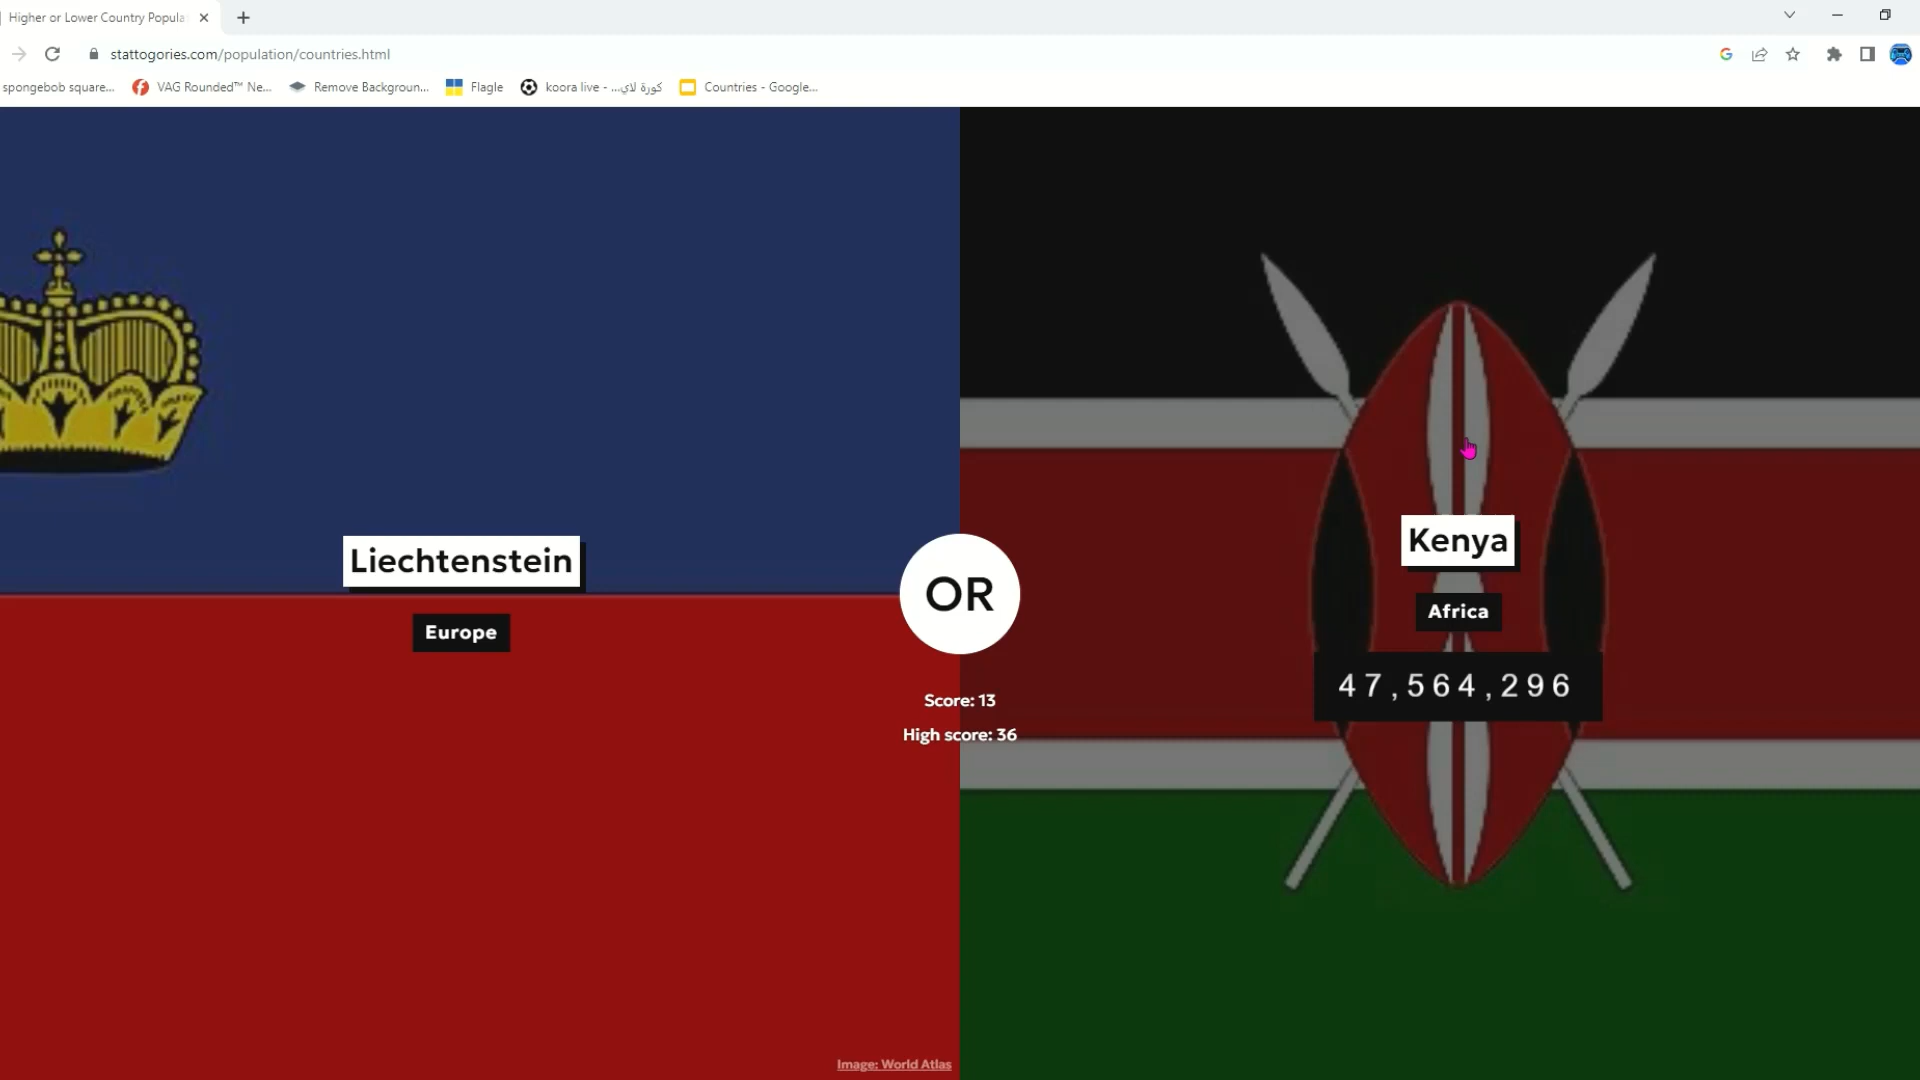 Higher or Lower Country Popula
stattogories.com/population/countries.html
spongebob square...
VAG Rounded™ Ne...
Remove Backgroun...
Flagle
koora live - ...كورة لاي
Countries - Google...
Liechtenstein
Europe
OR
Score: 13
High score: 36
Kenya
Africa
47,564,296
Image: World Atlas